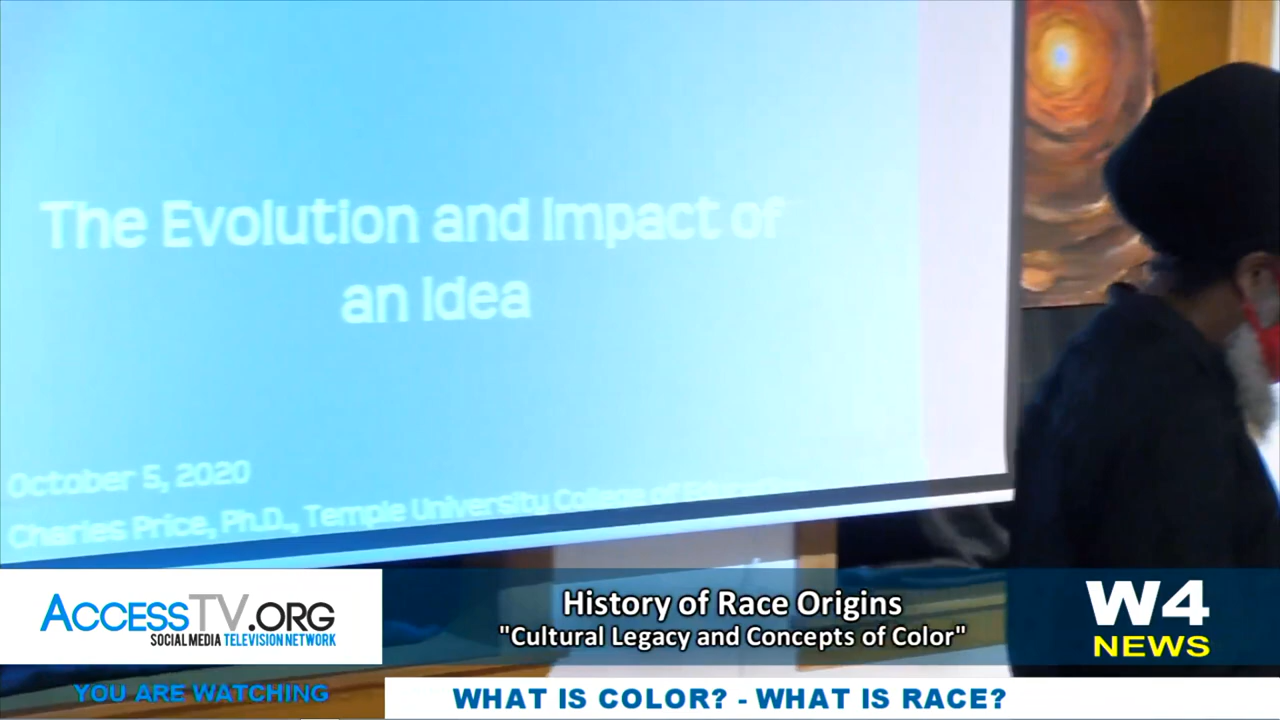 The Evolution and Impact of
an Idea
October 5, 2020
Charles Price, Ph.D., Temple University College of
ACCESSTV.ORG
SOCIAL MEDIA TELEVISION NETWORK
History of Race Origins
"Cultural Legacy and Concepts of Color"
W4
NEWS
YOU ARE WATCHING
WHAT IS COLOR? - WHAT IS RACE?